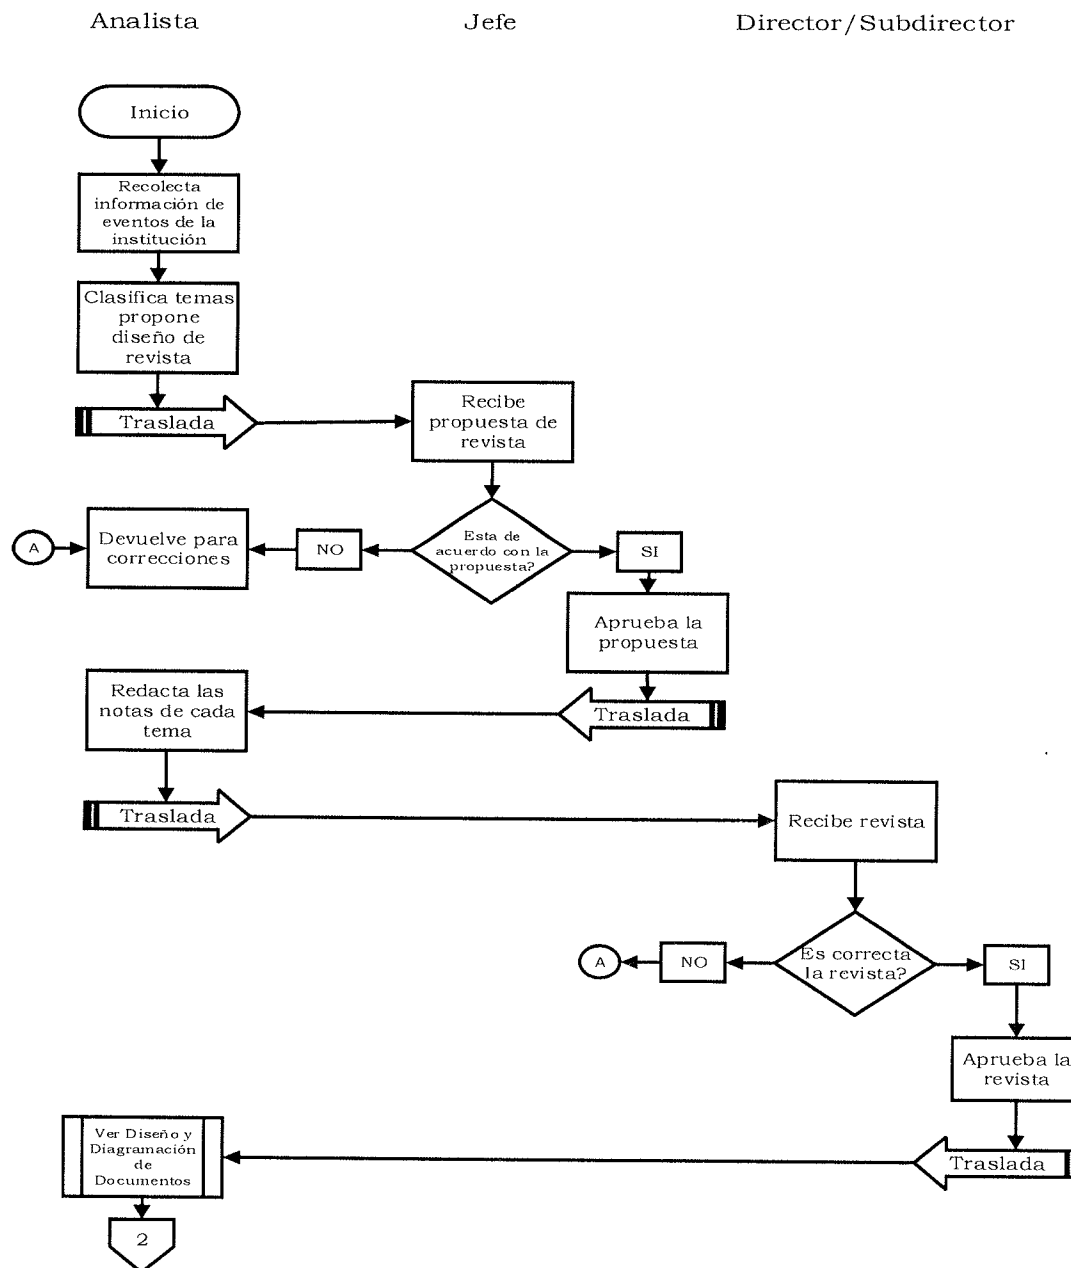 Analista Jefe Director/Subdirector
Inicio
Recolecta
información de
eventos de la
institución
Clasifica temas
propone
diseño de
revista
Traslada
Recibe
propuesta de
revista
Esta de
acuerdo con la
propuesta?
NO
Devuelve para
correcciones
A
SI
Aprueba la
propuesta
Traslada
Redacta las
notas de cada
tema
Traslada
Recibe revista
Es correcta
la revista?
NO
A
SI
Aprueba la
revista
Traslada
Ver Diseño y
Diagramación
de
Documentos
2